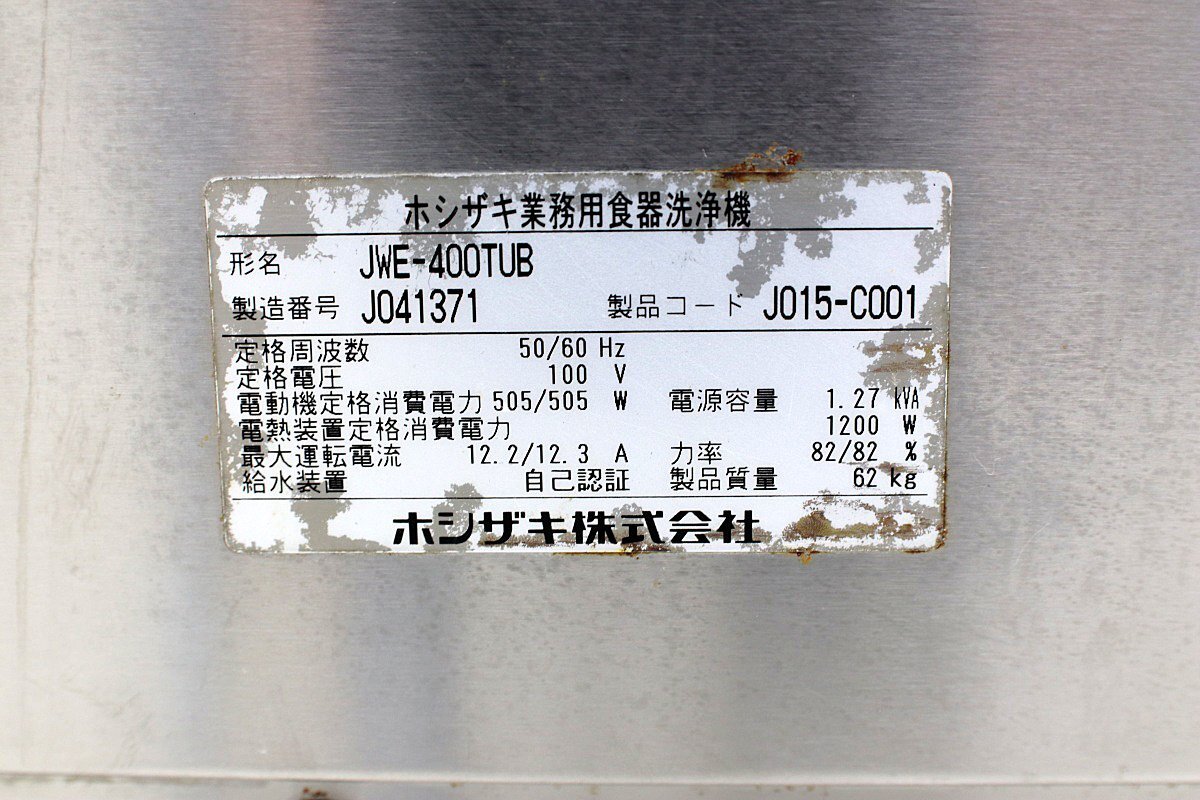 ホシザキ業務用食器洗浄機
形名 JWE-400TUB
製造番号 J041371 製品コード J015-C001
定格周波数 50/60 Hz
定格電圧 100 V
電動機定格消費電力 505/505 W 電源容量 1.27 kVA
電熱装置定格消費電力 1200 W
最大運転電流 12.2/12.3 A 力率 82/82 %
給水装置 自己認証 製品質量 62 kg
ホシザキ株式会社